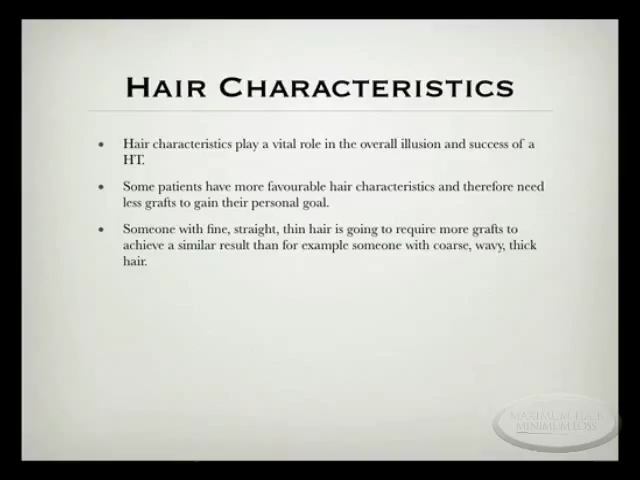 HAIR CHARACTERISTICS
• Hair characteristics play a vital role in the overall illusion and success of a
HT.
• Some patients have more favourable hair characteristics and therefore need
less grafts to gain their personal goal.
• Someone with fine, straight, thin hair is going to require more grafts to
achieve a similar result than for example someone with coarse, wavy, thick
hair.
MAXIMUM HAIR
MINIMUM LOSS